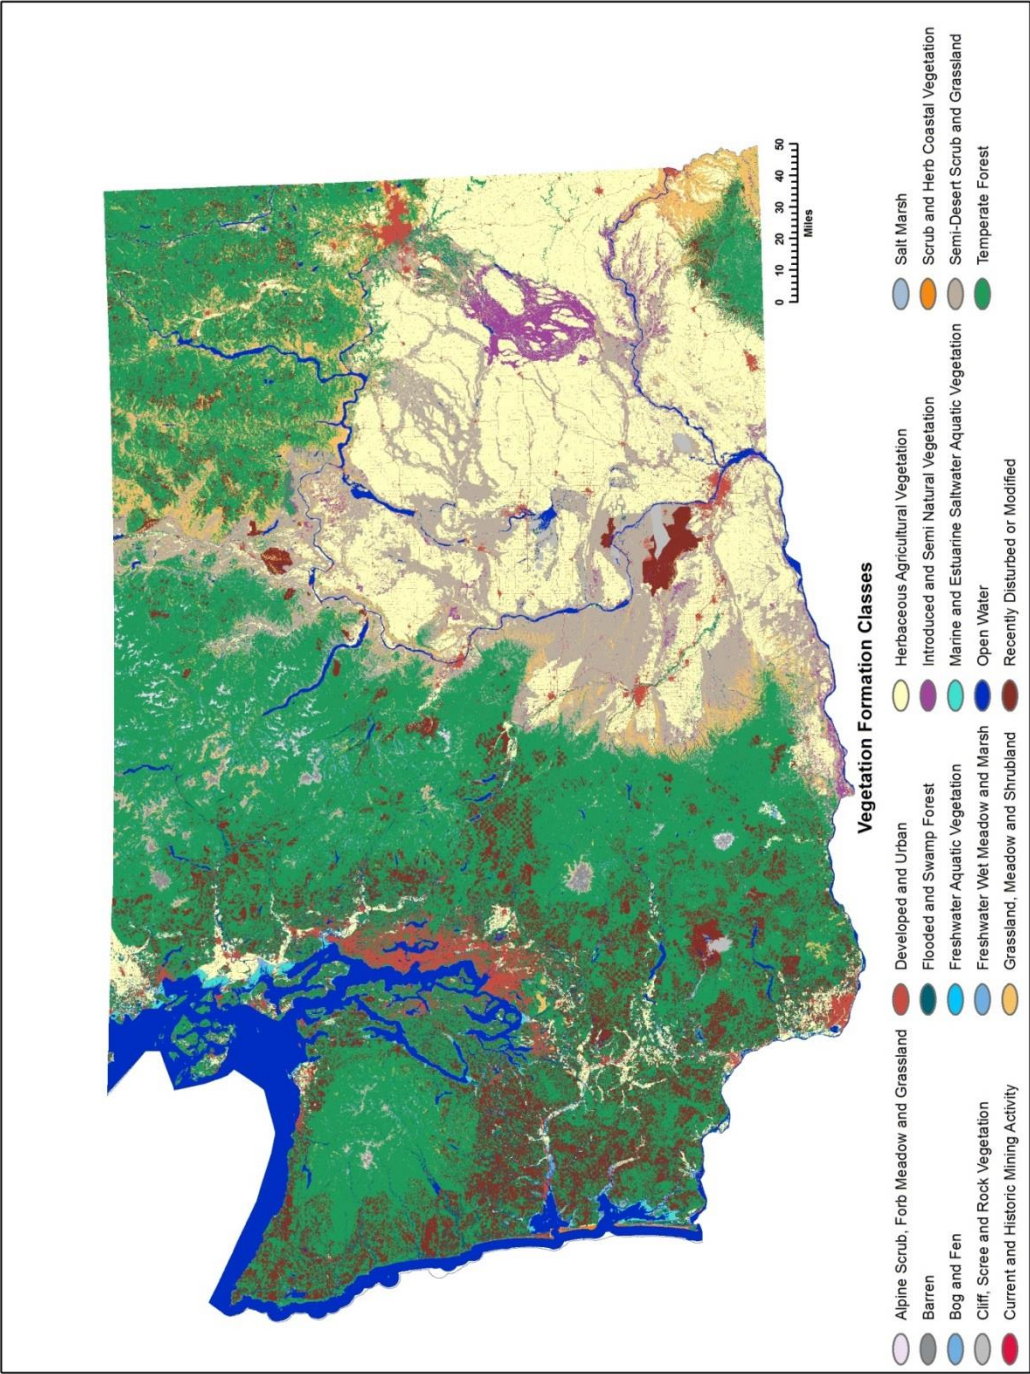 0 10 20 30 40 50
Miles
Vegetation Formation Classes
Alpine Scrub, Forb Meadow and Grassland
Barren
Bog and Fen
Cliff, Scree and Rock Vegetation
Current and Historic Mining Activity
Developed and Urban
Flooded and Swamp Forest
Freshwater Aquatic Vegetation
Freshwater Wet Meadow and Marsh
Grassland, Meadow and Shrubland
Herbaceous Agricultural Vegetation
Introduced and Semi Natural Vegetation
Marine and Estuarine Saltwater Aquatic Vegetation
Open Water
Recently Disturbed or Modified
Salt Marsh
Scrub and Herb Coastal Vegetation
Semi-Desert Scrub and Grassland
Temperate Forest